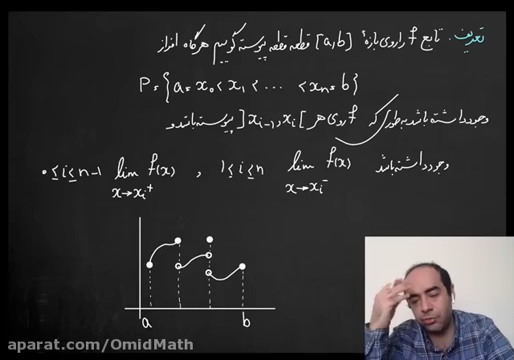 تعریف. تابع f را روی بازهٔ [a,b] قطعه قطعه پیوسته گوییم هرگاه افراز
P = {a = x₀ < x₁ < ... < xₙ = b}
وجود داشته باشد به طوری که f روی هر ]xᵢ₋₁, xᵢ[ پیوسته باشد و
0 ≤ i ≤ n-1 lim f(x) x→xᵢ⁺ , 1 ≤ i ≤ n lim f(x) x→xᵢ⁻ وجود داشته باشد
a b
aparat.com/OmidMath